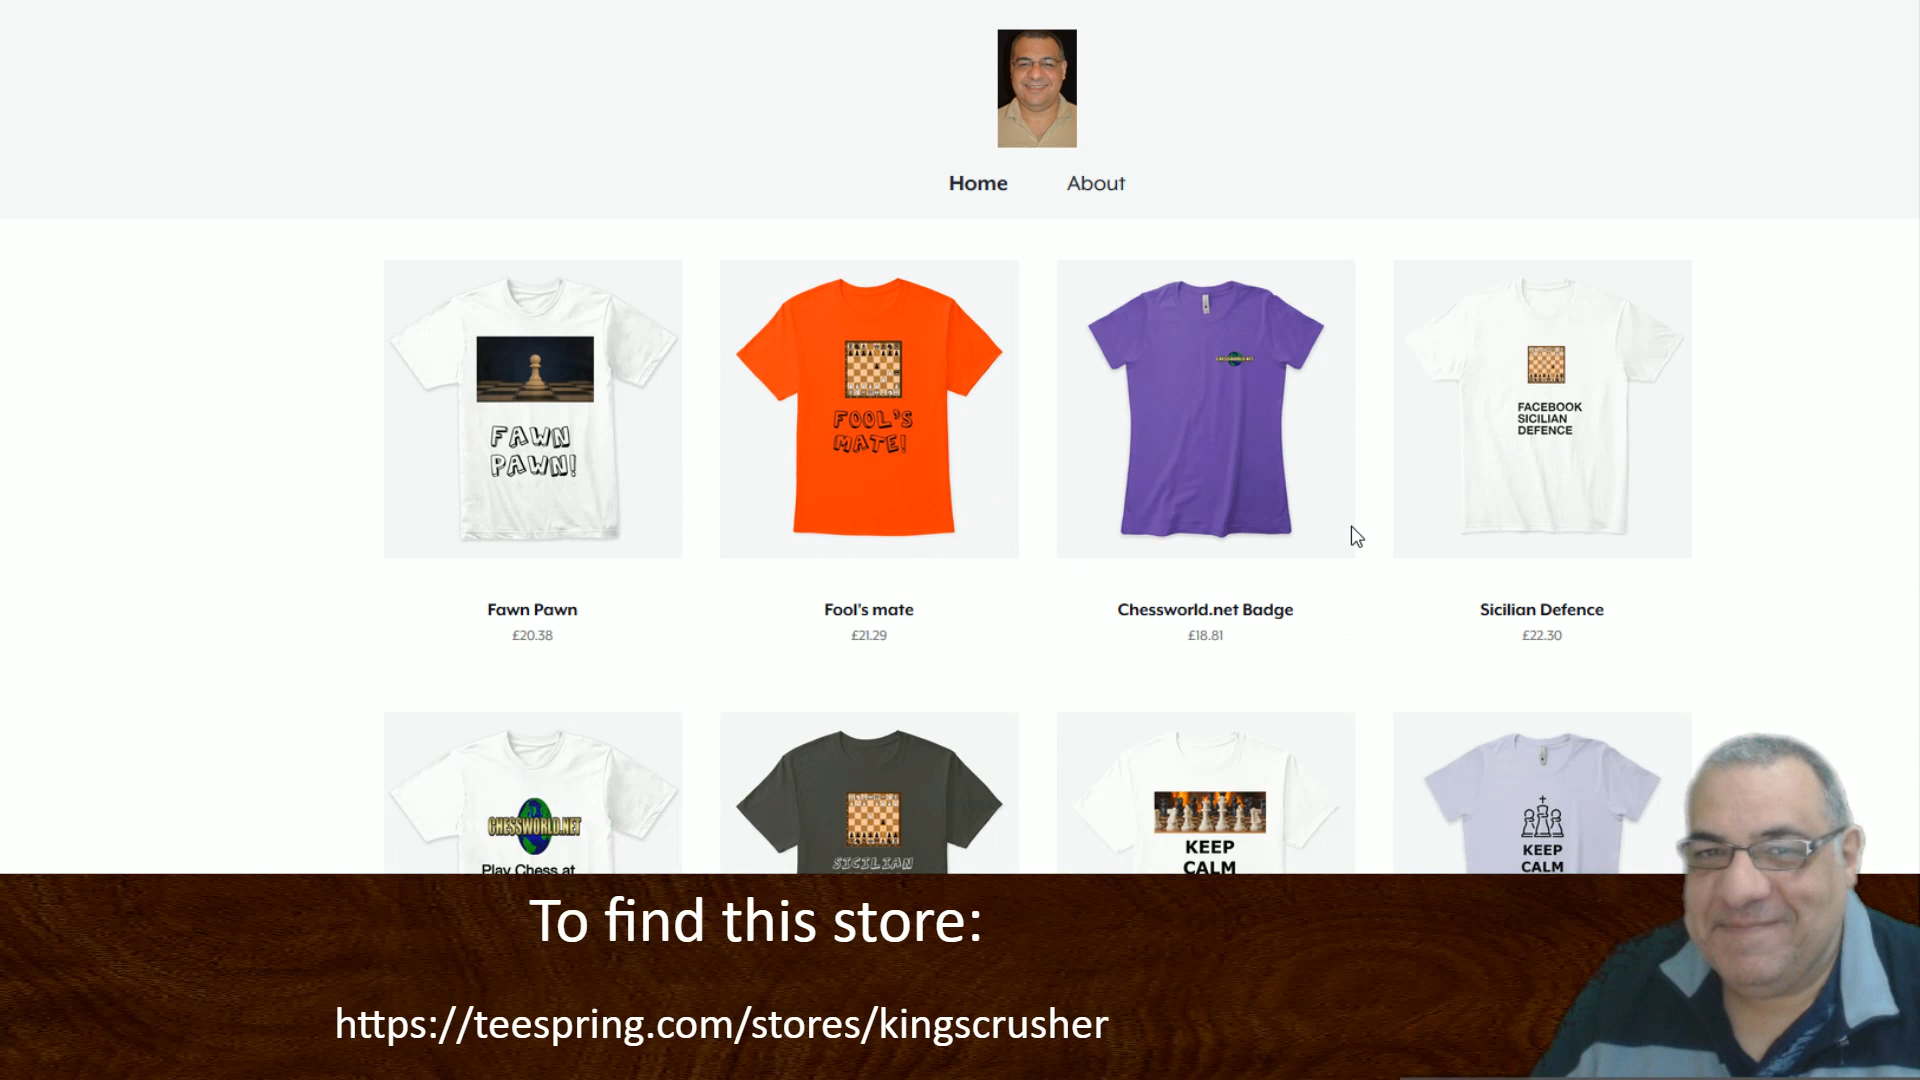 Home About
FAWN
PAWN!
FOOL'S
MATE!
CHESSWORLD.NET
FACEBOOK
SICILIAN
DEFENCE
Fawn Pawn
£20.38
Fool's mate
£21.29
Chessworld.net Badge
£18.81
Sicilian Defence
£22.30
CHESSWORLD.NET
Play Chess at
SICILIAN
KEEP
CALM
KEEP
CALM
To find this store:
https://teespring.com/stores/kingscrusher